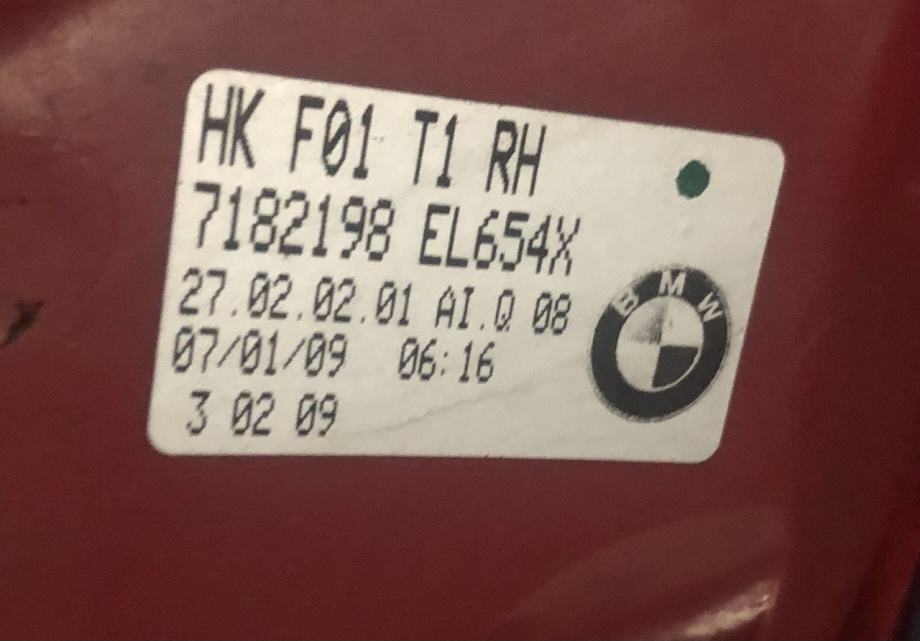 HK F01 T1 RH
7182198 EL654X
27.02.02.01 AI.Q 08
07/01/09 06:16
3 02 09
BMW